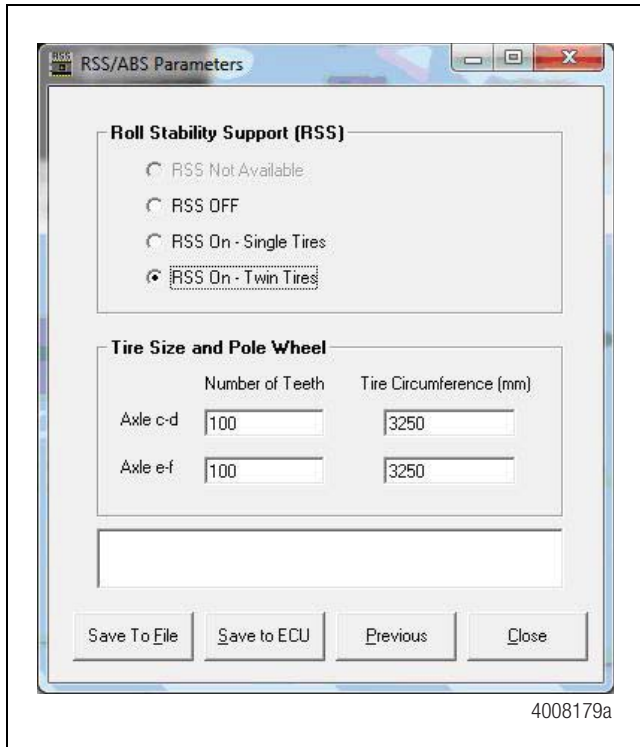 RSS
RSS/ABS Parameters
Roll Stability Support (RSS)
RSS Not Available
RSS OFF
RSS On - Single Tires
RSS On - Twin Tires
Tire Size and Pole Wheel
Number of Teeth Tire Circumference (mm)
Axle c-d 100 3250
Axle e-f 100 3250
Save To File Save to ECU Previous Close
4008179a